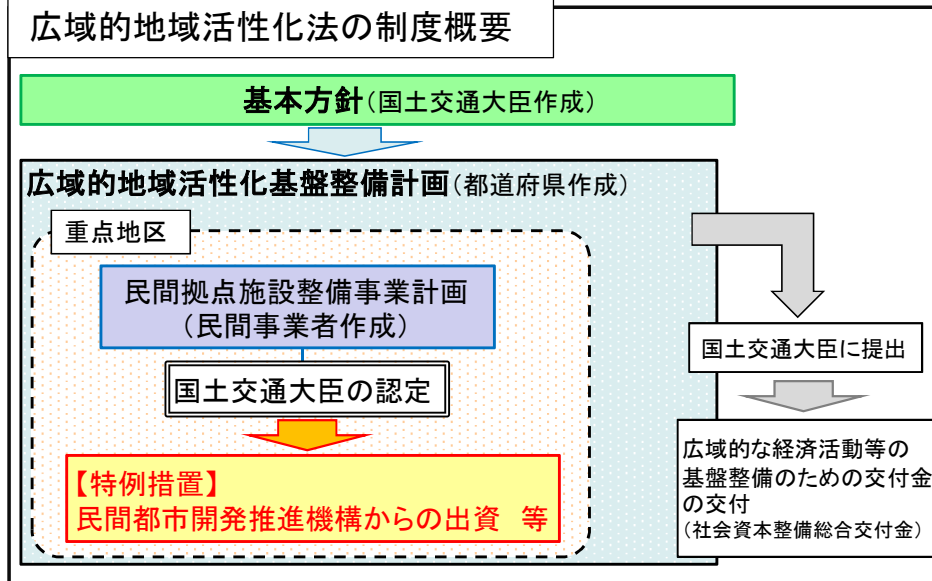 広域的地域活性化法の制度概要
基本方針(国土交通大臣作成)
広域的地域活性化基盤整備計画(都道府県作成)
重点地区
民間拠点施設整備事業計画
(民間事業者作成)
国土交通大臣の認定
【特例措置】
民間都市開発推進機構からの出資 等
国土交通大臣に提出
広域的な経済活動等の
基盤整備のための交付金
の交付
(社会資本整備総合交付金)